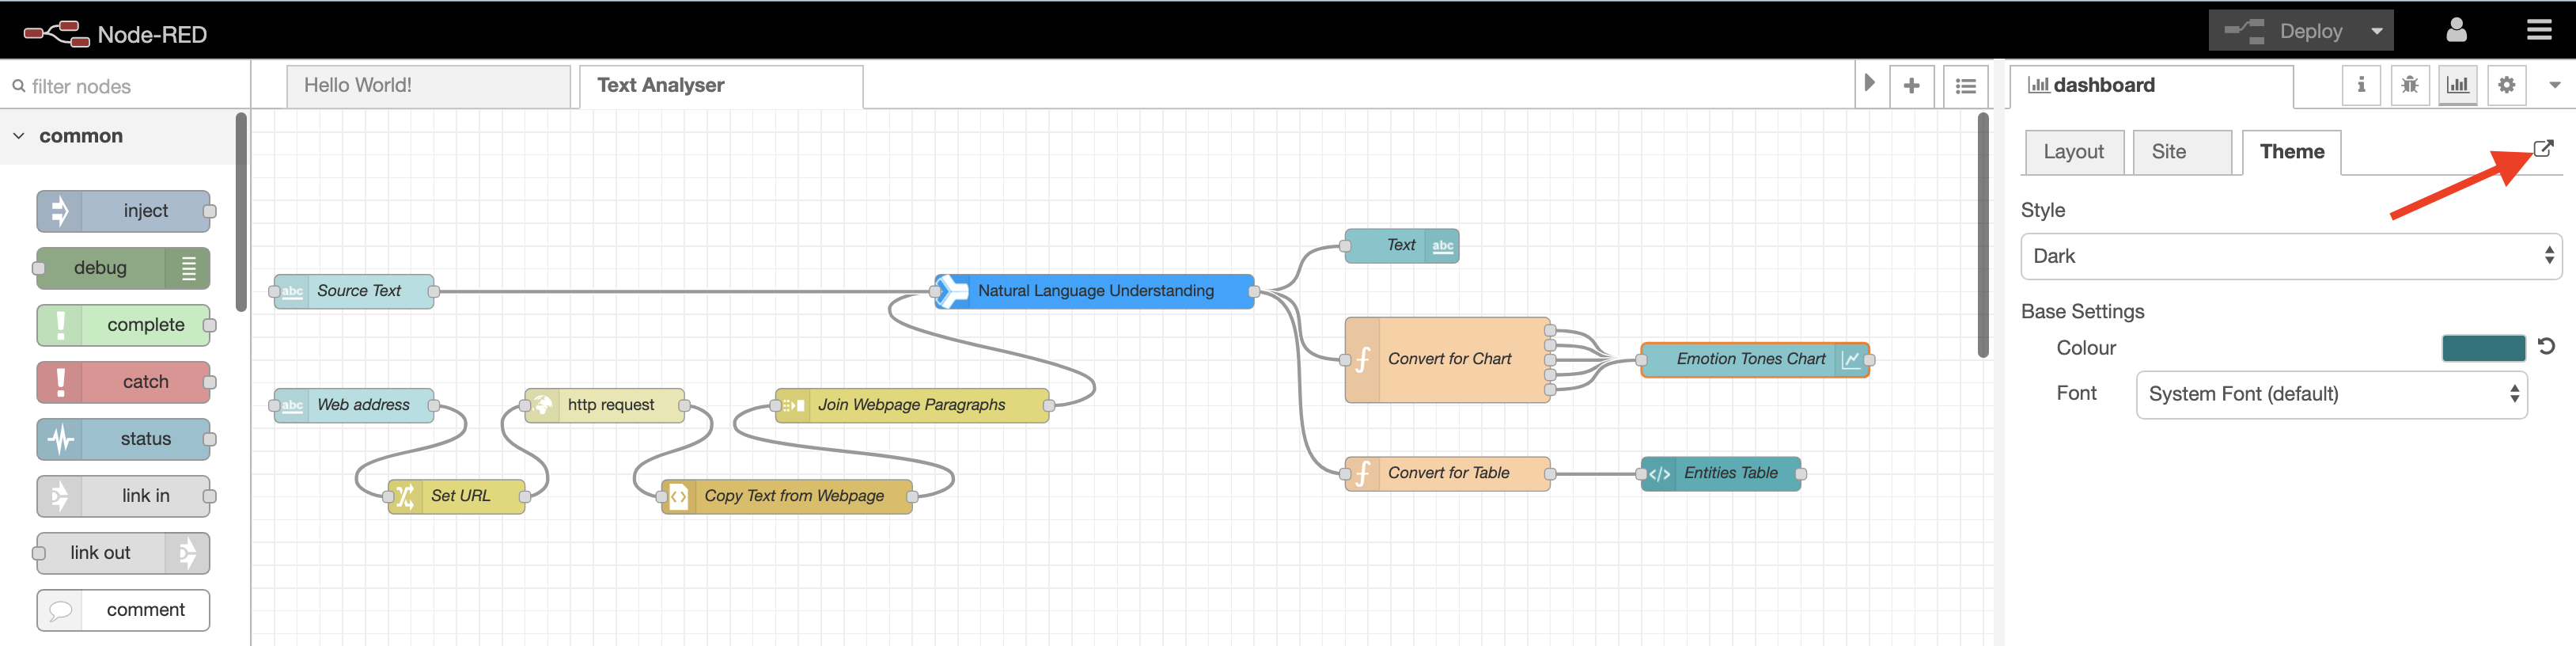 Node-RED
Deploy
filter nodes
Hello World!
Text Analyser
dashboard
common
Layout
Site
Theme
inject
debug
complete
catch
status
link in
link out
comment
abc Source Text
Natural Language Understanding
Text abc
Convert for Chart
Emotion Tones Chart
abc Web address
http request
Join Webpage Paragraphs
Set URL
Copy Text from Webpage
Convert for Table
Entities Table
Style
Dark
Base Settings
Colour
Font
System Font (default)